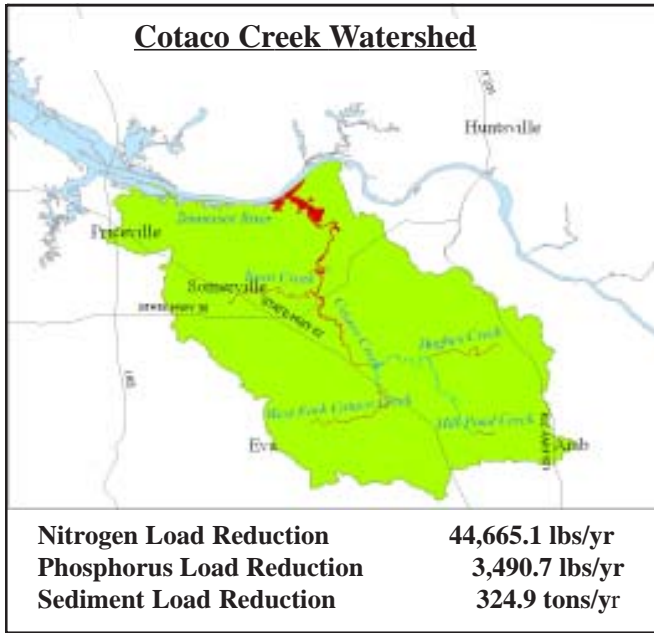 Cotaco Creek Watershed
Huntsville
Tennessee River
Priceville
Somerville
Cotaco Creek
Hughes Creek
West Fork Cotaco Creek
Mill Pond Creek
Eva
Nitrogen Load Reduction 44,665.1 lbs/yr
Phosphorus Load Reduction 3,490.7 lbs/yr
Sediment Load Reduction 324.9 tons/yr